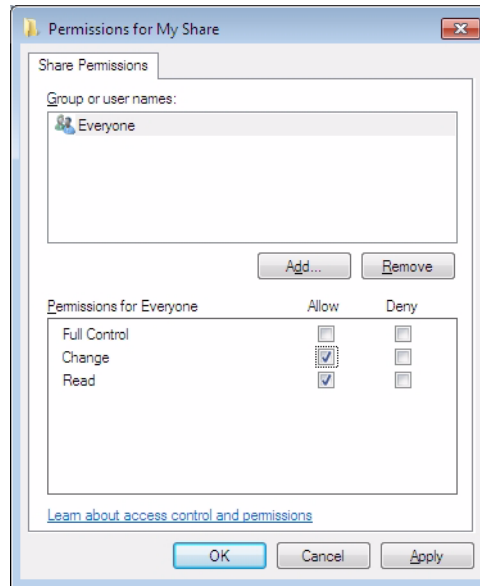 Permissions for My Share
Share Permissions
Group or user names:
Everyone
Add... Remove
Permissions for Everyone Allow Deny
Full Control
Change
Read
Learn about access control and permissions
OK Cancel Apply